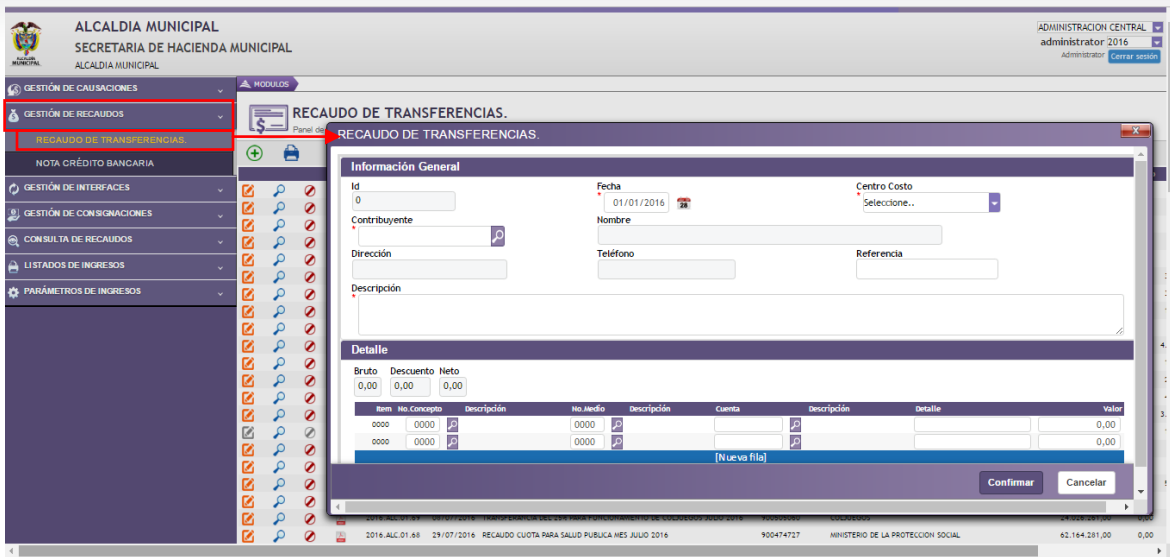 ALCALDIA MUNICIPAL
SECRETARIA DE HACIENDA MUNICIPAL
ALCALDIA MUNICIPAL
ADMINISTRACION CENTRAL
administrator 2016
Administrator Cerrar sesión
GESTIÓN DE CAUSACIONES
GESTIÓN DE RECAUDOS
RECAUDO DE TRANSFERENCIAS.
NOTA CRÉDITO BANCARIA
GESTIÓN DE INTERFACES
GESTIÓN DE CONSIGNACIONES
CONSULTA DE RECAUDOS
LISTADOS DE INGRESOS
PARÁMETROS DE INGRESOS
MODULOS
RECAUDO DE TRANSFERENCIAS.
Panel de
RECAUDO DE TRANSFERENCIAS.
Información General
Id Fecha Centro Costo
0 * 01/01/2016 28 * Seleccione..
Contribuyente Nombre
*
Dirección Teléfono Referencia
Descripción
*
Detalle
Bruto Descuento Neto
0,00 0,00 0,00
Item No.Concepto Descripción No.Medio Descripción Cuenta Descripción Detalle Valor
0000 0000 0000 0,00
0000 0000 0000 0,00
[Nueva fila]
Confirmar Cancelar
2016.ALC.01.68 29/07/2016 RECAUDO CUOTA PARA SALUD PUBLICA MES JULIO 2016 900474727 MINISTERIO DE LA PROTECCIÓN SOCIAL 62.164.281,00 0,00